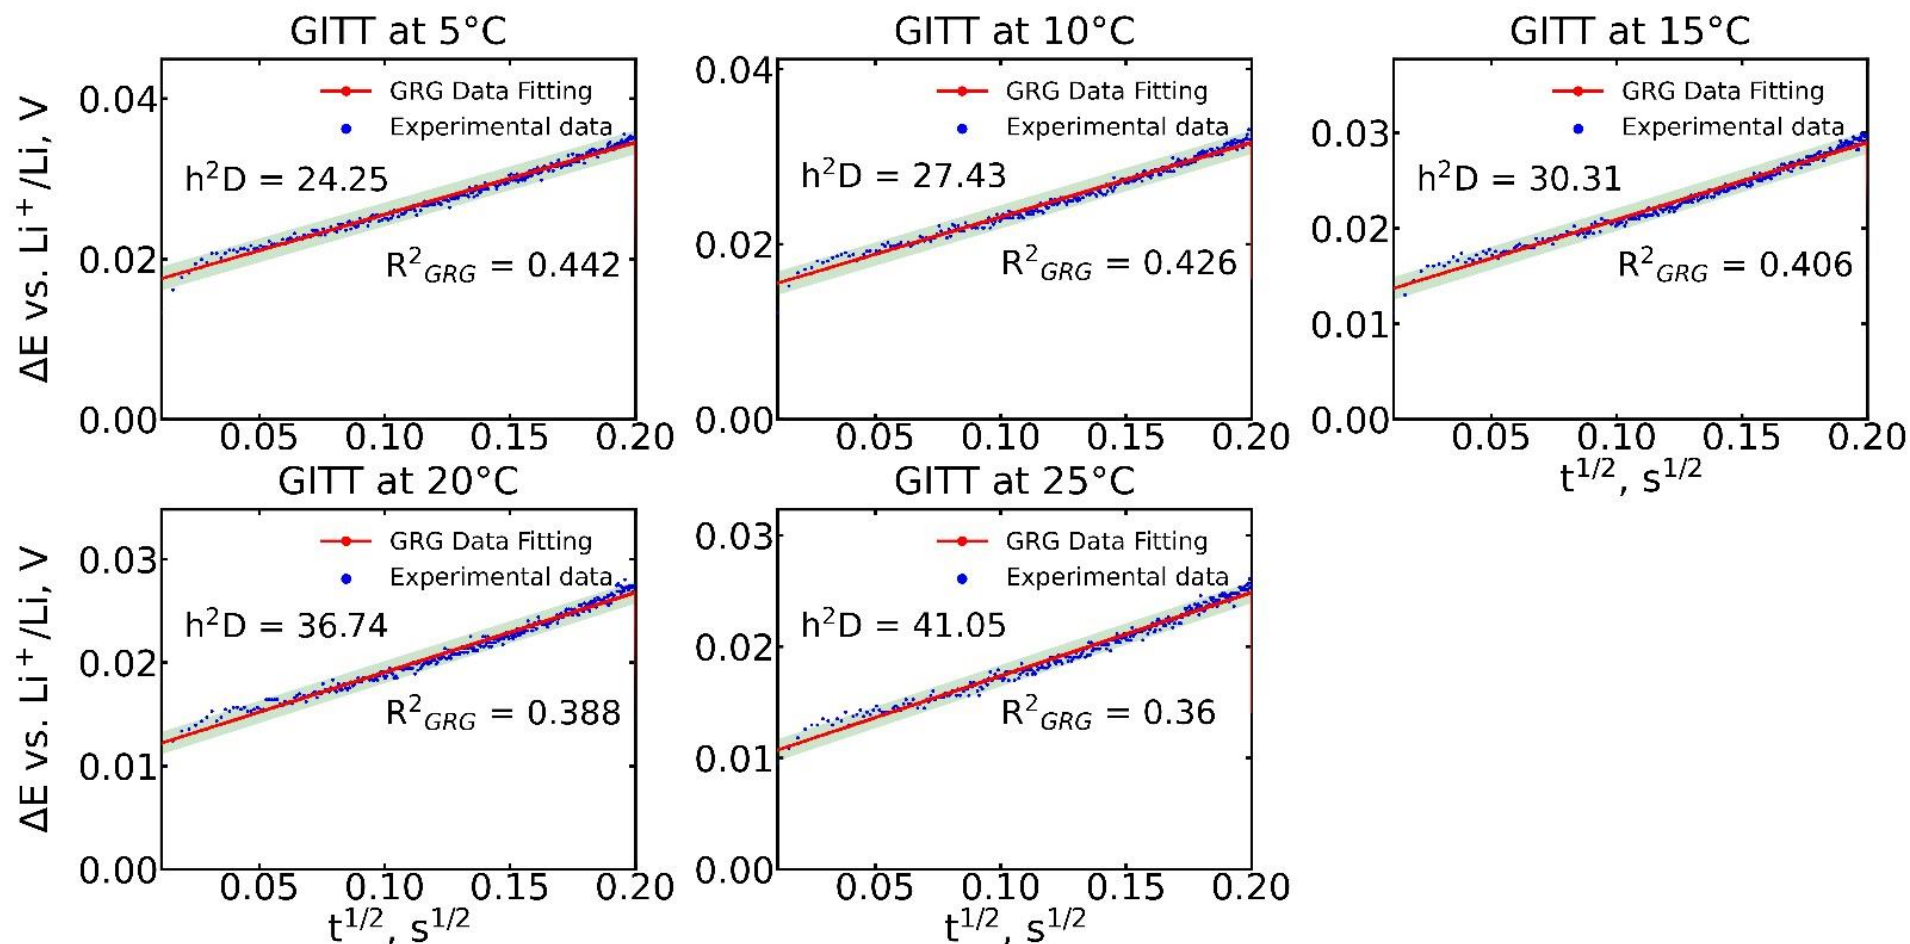 GITT at 5°C
GRG Data Fitting
Experimental data
h²D = 24.25
R²GRG = 0.442
ΔE vs. Li⁺/Li, V
0.04
0.02
0.00
0.05 0.10 0.15 0.20
GITT at 10°C
GRG Data Fitting
Experimental data
h²D = 27.43
R²GRG = 0.426
0.04
0.02
0.00
0.05 0.10 0.15 0.20
GITT at 15°C
GRG Data Fitting
Experimental data
h²D = 30.31
R²GRG = 0.406
0.03
0.02
0.01
0.00
0.05 0.10 0.15 0.20
t¹/², s¹/²
GITT at 20°C
GRG Data Fitting
Experimental data
h²D = 36.74
R²GRG = 0.388
ΔE vs. Li⁺/Li, V
0.03
0.02
0.01
0.00
0.05 0.10 0.15 0.20
t¹/², s¹/²
GITT at 25°C
GRG Data Fitting
Experimental data
h²D = 41.05
R²GRG = 0.36
0.03
0.02
0.01
0.00
0.05 0.10 0.15 0.20
t¹/², s¹/²